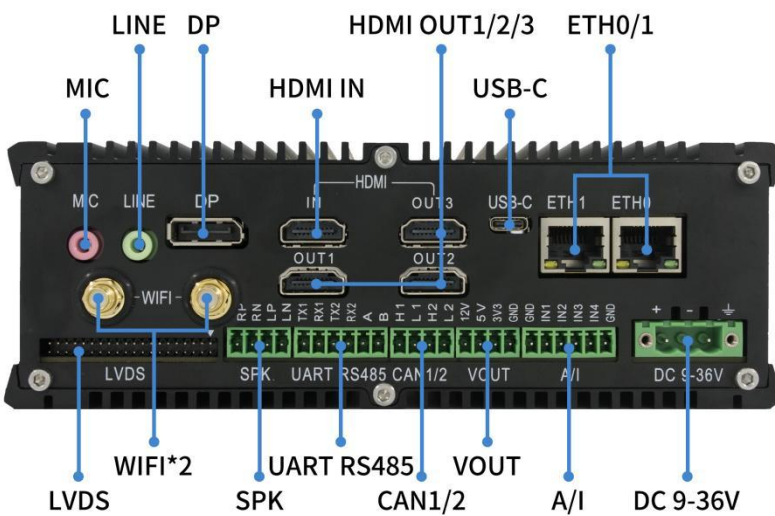 LINE DP HDMI OUT1/2/3 ETH0/1
MIC HDMI IN USB-C
HDMI
MIC LINE DP IN OUT3 USB-C ETH1 ETH0
OUT1 OUT2
WIFI
RP RN LP LN TX1 RX1 TX2 RX2 A B H1 L1 H2 L2 12V 5V 3V3 GND GND IN1 IN2 IN3 IN4 GND + -
LVDS SPK UART RS485 CAN1/2 VOUT A/I DC 9-36V
WIFI*2 UART RS485 VOUT
LVDS SPK CAN1/2 A/I DC 9-36V